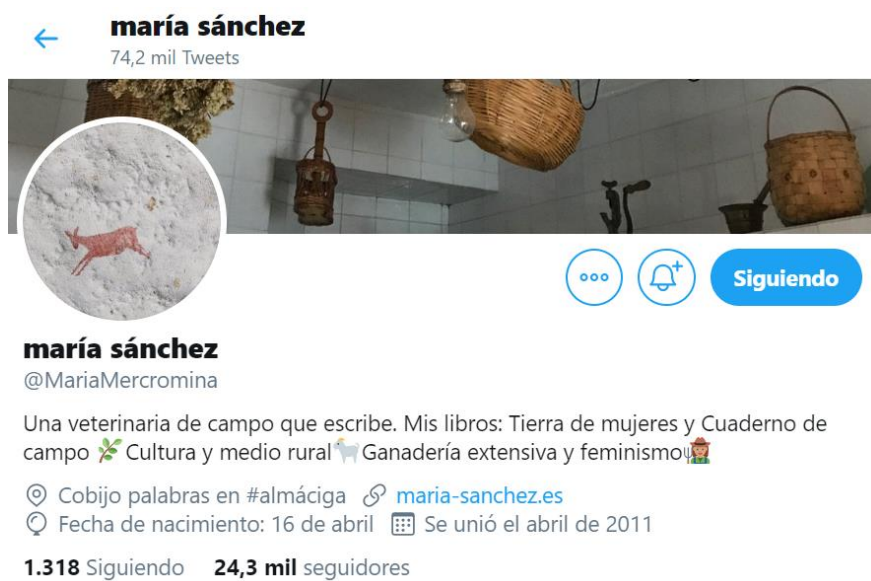 maría sánchez
74,2 mil Tweets
Siguiendo
maría sánchez
@MariaMercromina
Una veterinaria de campo que escribe. Mis libros: Tierra de mujeres y Cuaderno de
campo 🌿 Cultura y medio rural🐐Ganadería extensiva y feminismo👩‍🌾
Cobijo palabras en #almáciga maria-sanchez.es
Fecha de nacimiento: 16 de abril Se unió el abril de 2011
1.318 Siguiendo 24,3 mil seguidores